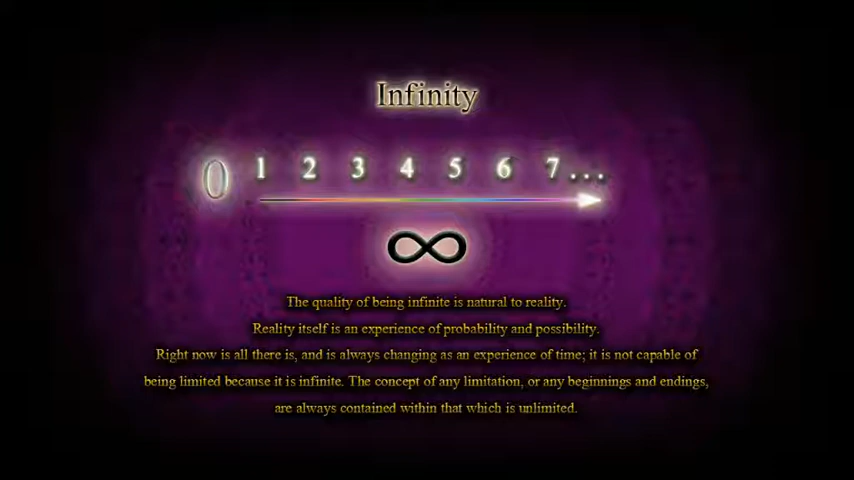 Infinity
0 1 2 3 4 5 6 7...
∞
The quality of being infinite is natural to reality.
Reality itself is an experience of probability and possibility.
Right now is all there is, and is always changing as an experience of time; it is not capable of
being limited because it is infinite. The concept of any limitation, or any beginnings and endings,
are always contained within that which is unlimited.